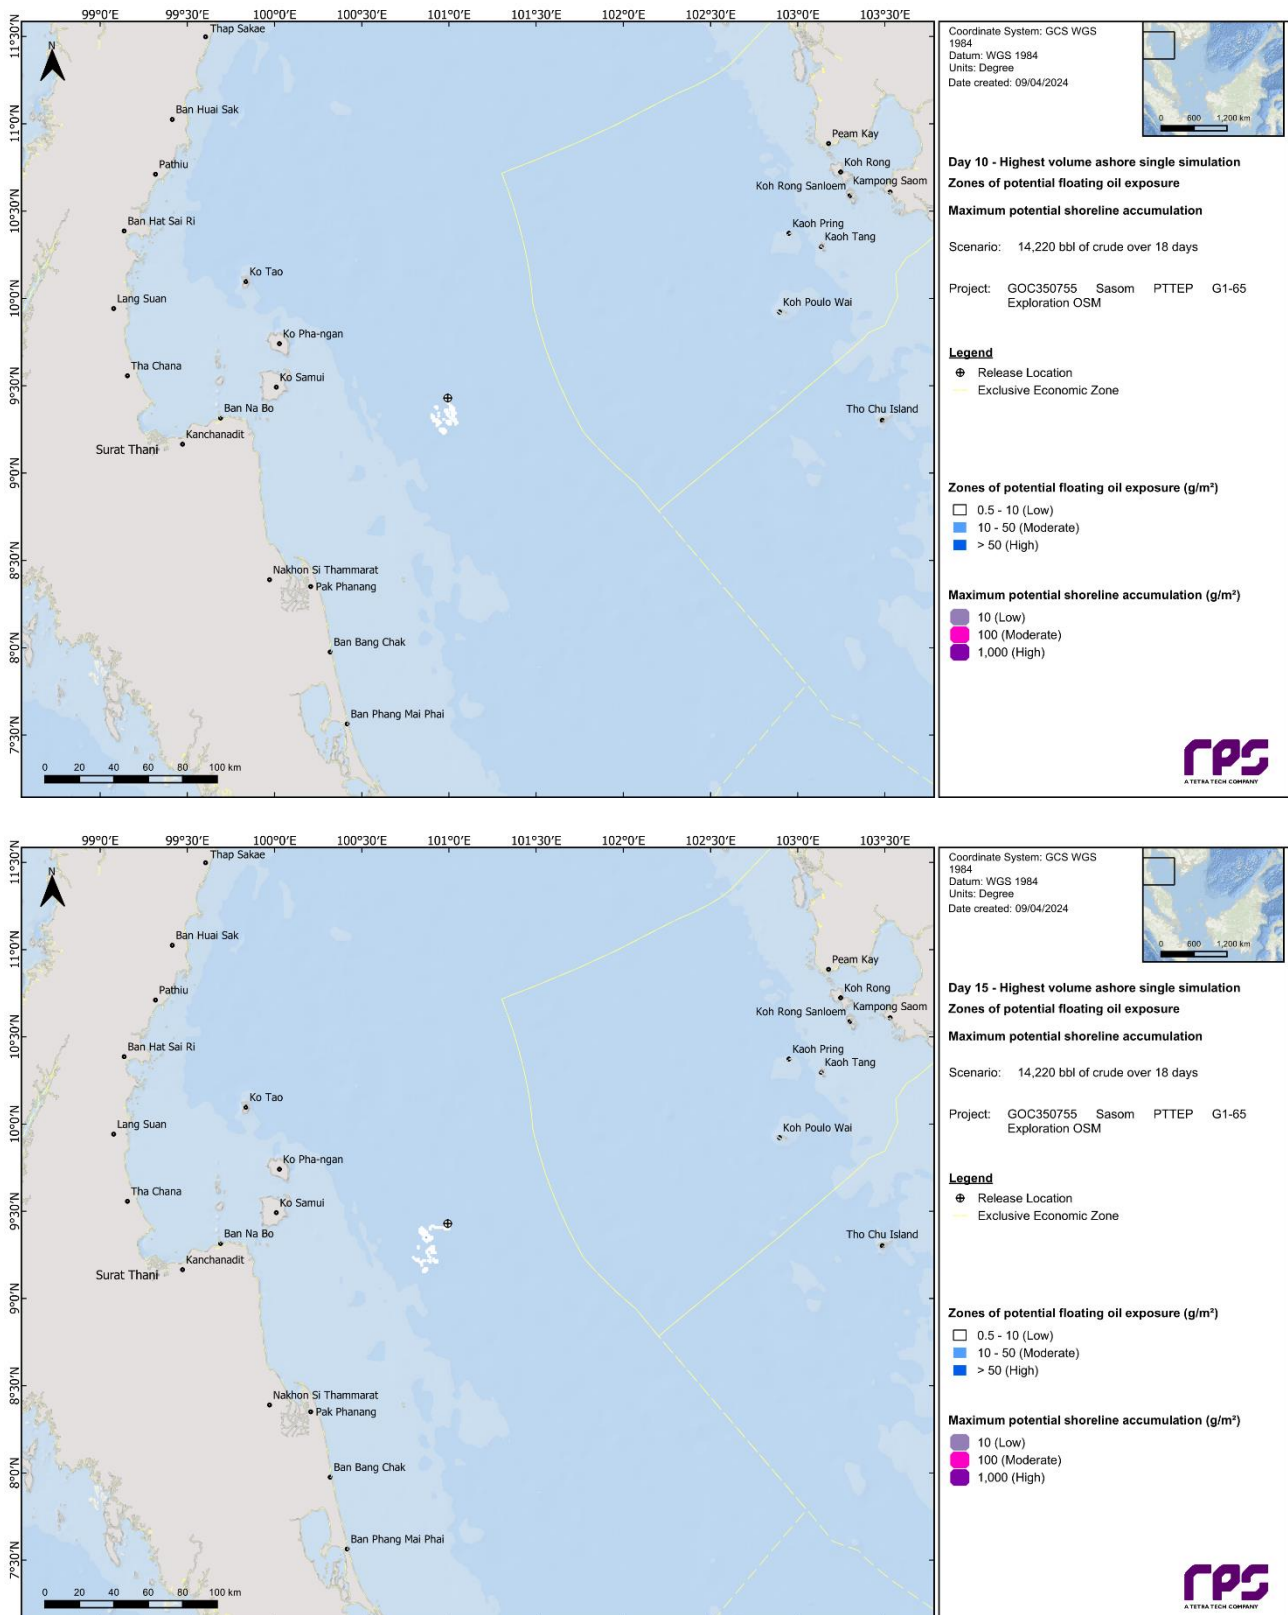 99°0'E 99°30'E 100°0'E 100°30'E 101°0'E 101°30'E 102°0'E 102°30'E 103°0'E 103°30'E
11°30'N
11°0'N
10°30'N
10°0'N
9°30'N
9°0'N
8°30'N
8°0'N
7°30'N
N
Thap Sakae
Ban Huai Sak
Pathiu
Ban Hat Sai Ri
Ko Tao
Lang Suan
Ko Pha-ngan
Tha Chana
Ko Samui
Ban Na Bo
Kanchanadit
Surat Thani
Nakhon Si Thammarat
Pak Phanang
Ban Bang Chak
Ban Phang Mai Phai
Peam Kay
Koh Rong
Koh Rong Sanloem
Kampong Saom
Kaoh Pring
Kaoh Tang
Koh Poulo Wai
Tho Chu Island
0 20 40 60 80 100 km
Coordinate System: GCS WGS
1984
Datum: WGS 1984
Units: Degree
Date created: 09/04/2024
0 600 1,200 km
Day 10 - Highest volume ashore single simulation
Zones of potential floating oil exposure
Maximum potential shoreline accumulation
Scenario: 14,220 bbl of crude over 18 days
Project: GOC350755 Sasom PTTEP G1-65
Exploration OSM
Legend
Release Location
Exclusive Economic Zone
Zones of potential floating oil exposure (g/m²)
0.5 - 10 (Low)
10 - 50 (Moderate)
> 50 (High)
Maximum potential shoreline accumulation (g/m²)
10 (Low)
100 (Moderate)
1,000 (High)
rps
A TETRA TECH COMPANY
99°0'E 99°30'E 100°0'E 100°30'E 101°0'E 101°30'E 102°0'E 102°30'E 103°0'E 103°30'E
11°30'N
11°0'N
10°30'N
10°0'N
9°30'N
9°0'N
8°30'N
8°0'N
7°30'N
N
Thap Sakae
Ban Huai Sak
Pathiu
Ban Hat Sai Ri
Ko Tao
Lang Suan
Ko Pha-ngan
Tha Chana
Ko Samui
Ban Na Bo
Kanchanadit
Surat Thani
Nakhon Si Thammarat
Pak Phanang
Ban Bang Chak
Ban Phang Mai Phai
Peam Kay
Koh Rong
Koh Rong Sanloem
Kampong Saom
Kaoh Pring
Kaoh Tang
Koh Poulo Wai
Tho Chu Island
0 20 40 60 80 100 km
Coordinate System: GCS WGS
1984
Datum: WGS 1984
Units: Degree
Date created: 09/04/2024
0 600 1,200 km
Day 15 - Highest volume ashore single simulation
Zones of potential floating oil exposure
Maximum potential shoreline accumulation
Scenario: 14,220 bbl of crude over 18 days
Project: GOC350755 Sasom PTTEP G1-65
Exploration OSM
Legend
Release Location
Exclusive Economic Zone
Zones of potential floating oil exposure (g/m²)
0.5 - 10 (Low)
10 - 50 (Moderate)
> 50 (High)
Maximum potential shoreline accumulation (g/m²)
10 (Low)
100 (Moderate)
1,000 (High)
rps
A TETRA TECH COMPANY